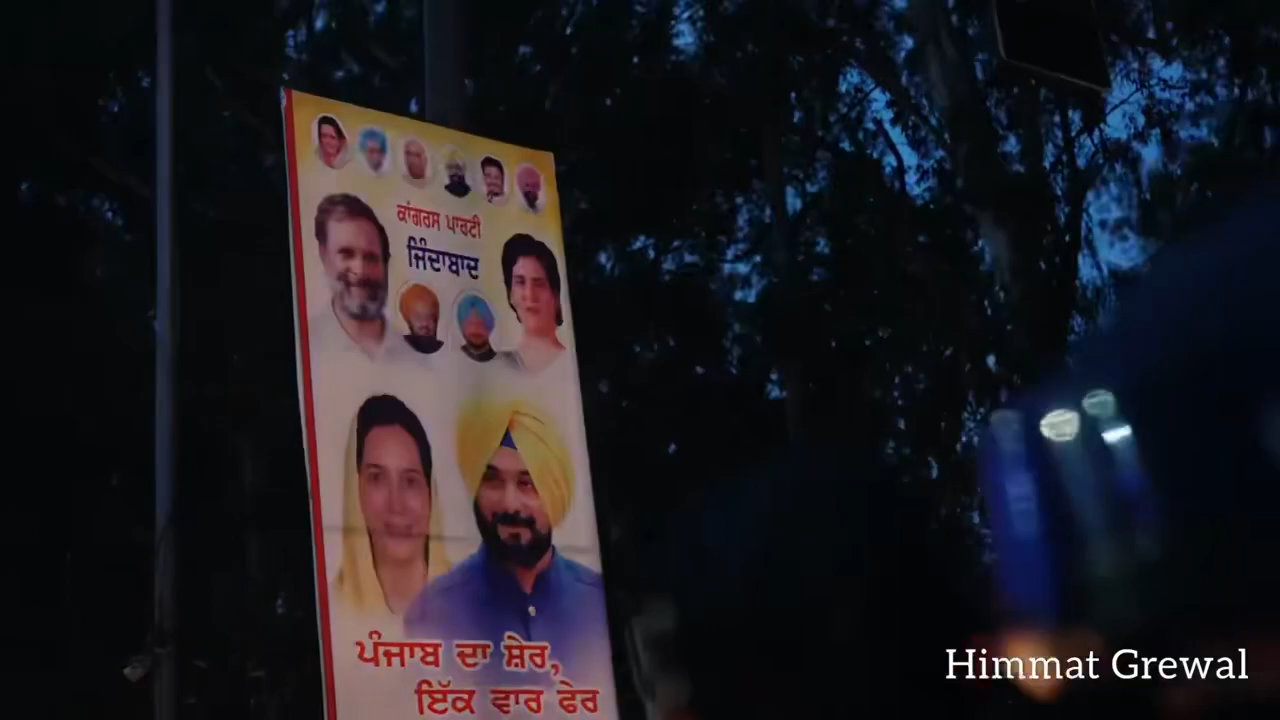 ਕਾਂਗਰਸ ਪਾਰਟੀ
ਜਿੰਦਾਬਾਦ
ਪੰਜਾਬ ਦਾ ਸ਼ੇਰ,
ਇੱਕ ਵਾਰ ਫੇਰ
Himmat Grewal